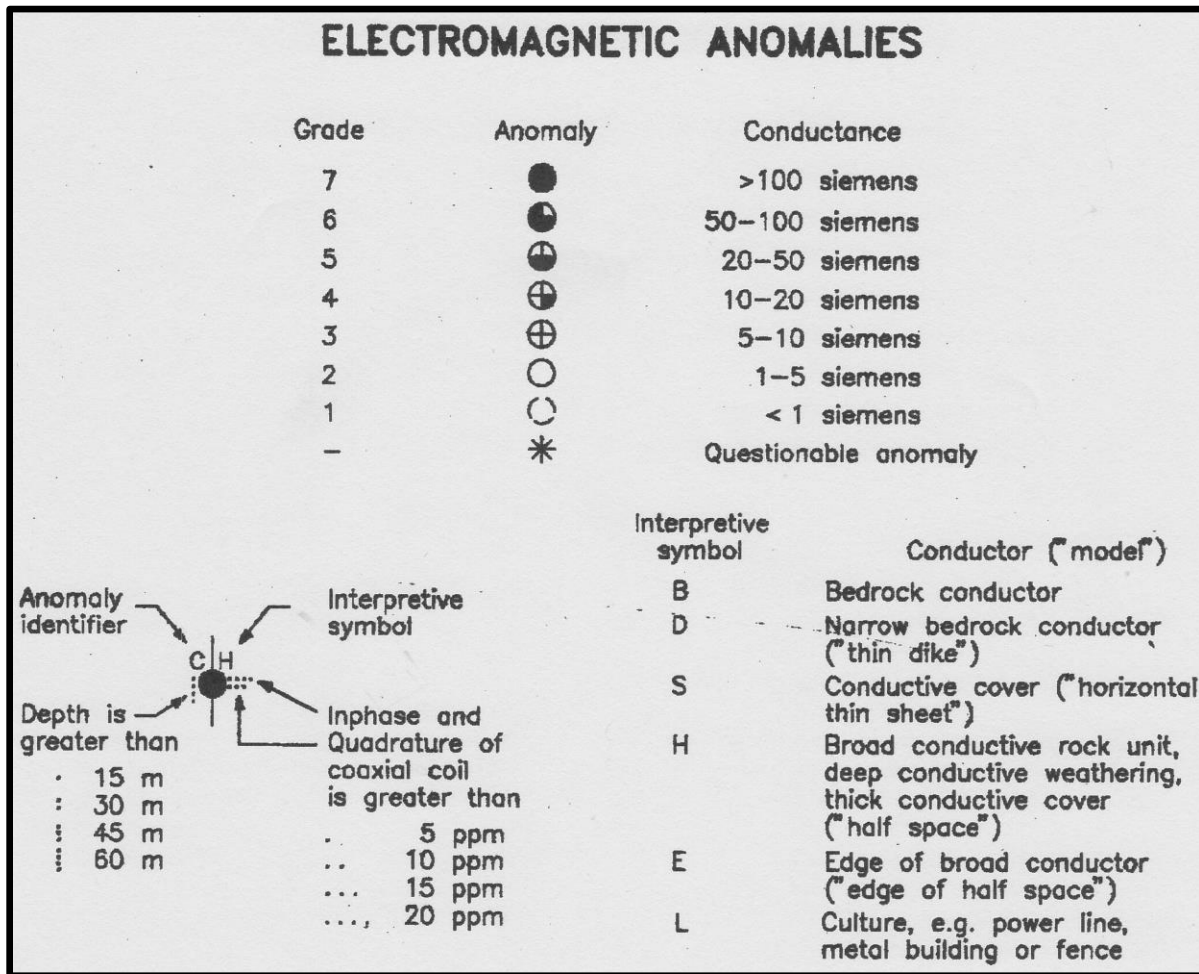 ELECTROMAGNETIC ANOMALIES
Grade Anomaly Conductance
7 >100 siemens
6 50-100 siemens
5 20-50 siemens
4 10-20 siemens
3 5-10 siemens
2 1-5 siemens
1 < 1 siemens
- Questionable anomaly
Interpretive
symbol
Conductor ("model")
B Bedrock conductor
D Narrow bedrock conductor
("thin dike")
S Conductive cover ("horizontal
thin sheet")
H Broad conductive rock unit,
deep conductive weathering,
thick conductive cover
("half space")
E Edge of broad conductor
("edge of half space")
L Culture, e.g. power line,
metal building or fence
Anomaly
identifier
Interpretive
symbol
C H
Depth is
greater than
15 m
30 m
45 m
60 m
Inphase and
Quadrature of
coaxial coil
is greater than
. 5 ppm
.. 10 ppm
... 15 ppm
...., 20 ppm